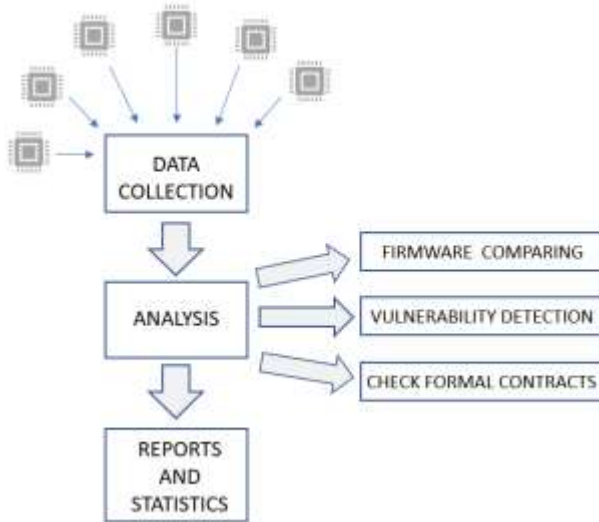 DATA
COLLECTION
FIRMWARE COMPARING
ANALYSIS
VULNERABILITY DETECTION
CHECK FORMAL CONTRACTS
REPORTS
AND
STATISTICS